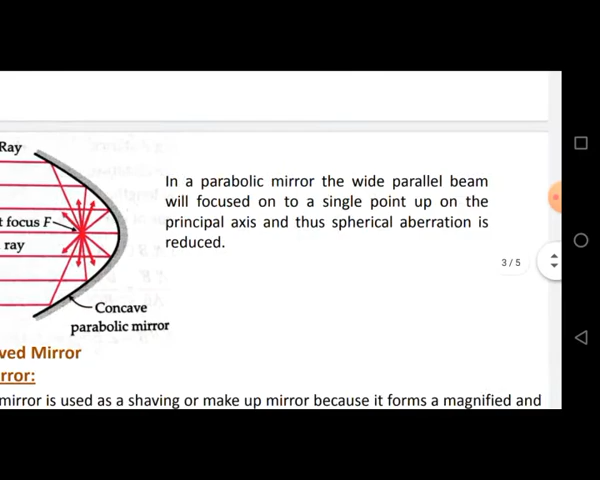 Ray
t focus F
ray
In a parabolic mirror the wide parallel beam
will focused on to a single point up on the
principal axis and thus spherical aberration is
reduced.
3 / 5
Concave
parabolic mirror
ved Mirror
rror:
mirror is used as a shaving or make up mirror because it forms a magnified and